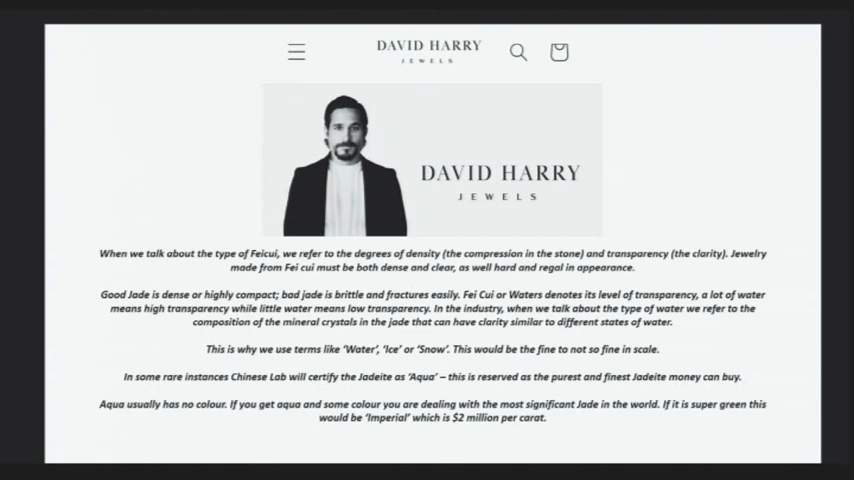 DAVID HARRY
JEWELS
DAVID HARRY
JEWELS
When we talk about the type of Feicui, we refer to the degrees of density (the compression in the stone) and transparency (the clarity). Jewelry
made from Fei cui must be both dense and clear, as well hard and regal in appearance.
Good Jade is dense or highly compact; bad jade is brittle and fractures easily. Fei Cui or Waters denotes its level of transparency, a lot of water
means high transparency while little water means low transparency. In the industry, when we talk about the type of water we refer to the
composition of the mineral crystals in the jade that can have clarity similar to different states of water.
This is why we use terms like ‘Water’, ‘Ice’ or ‘Snow’. This would be the fine to not so fine in scale.
In some rare instances Chinese Lab will certify the Jadeite as ‘Aqua’ – this is reserved as the purest and finest Jadeite money can buy.
Aqua usually has no colour. If you get aqua and some colour you are dealing with the most significant Jade in the world. If it is super green this
would be ‘Imperial’ which is $2 million per carat.